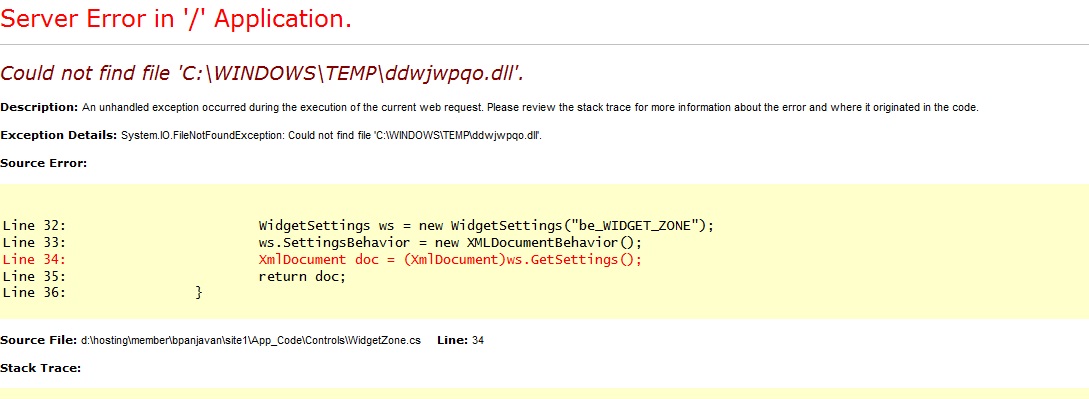 Server Error in '/' Application.
Could not find file 'C:\WINDOWS\TEMP\ddwjwpqo.dll'.
Description: An unhandled exception occurred during the execution of the current web request. Please review the stack trace for more information about the error and where it originated in the code.
Exception Details: System.IO.FileNotFoundException: Could not find file 'C:\WINDOWS\TEMP\ddwjwpqo.dll'.
Source Error:
Line 32:                        WidgetSettings ws = new WidgetSettings("be_WIDGET_ZONE");
Line 33:                        ws.SettingsBehavior = new XMLDocumentBehavior();
Line 34:                        XmlDocument doc = (XmlDocument)ws.GetSettings();
Line 35:                        return doc;
Line 36:                }
Source File: d:\hosting\member\bpanjavan\site1\App_Code\Controls\WidgetZone.cs    Line: 34
Stack Trace: